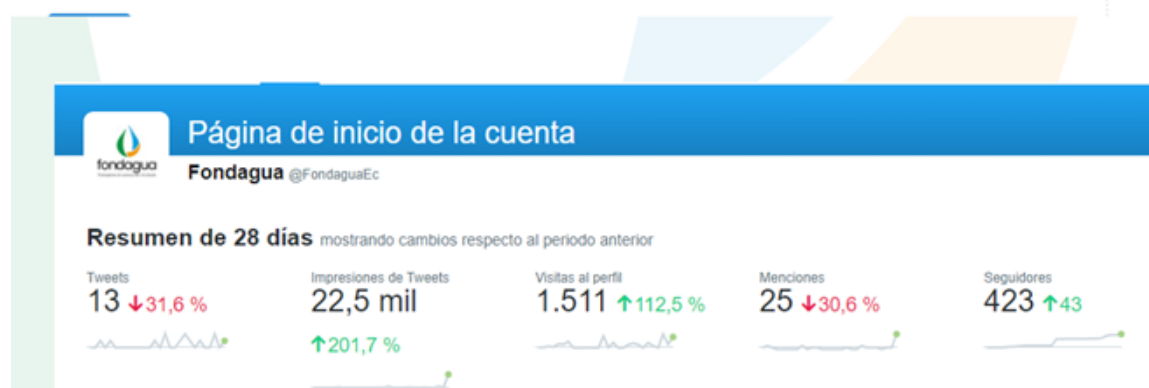 Página de inicio de la cuenta
fondagua
Fondagua @FondaguaEc
Resumen de 28 días mostrando cambios respecto al periodo anterior
Tweets
13 ↓31,6 %
Impresiones de Tweets
22,5 mil
↑201,7 %
Visitas al perfil
1.511 ↑112,5 %
Menciones
25 ↓30,6 %
Seguidores
423 ↑43